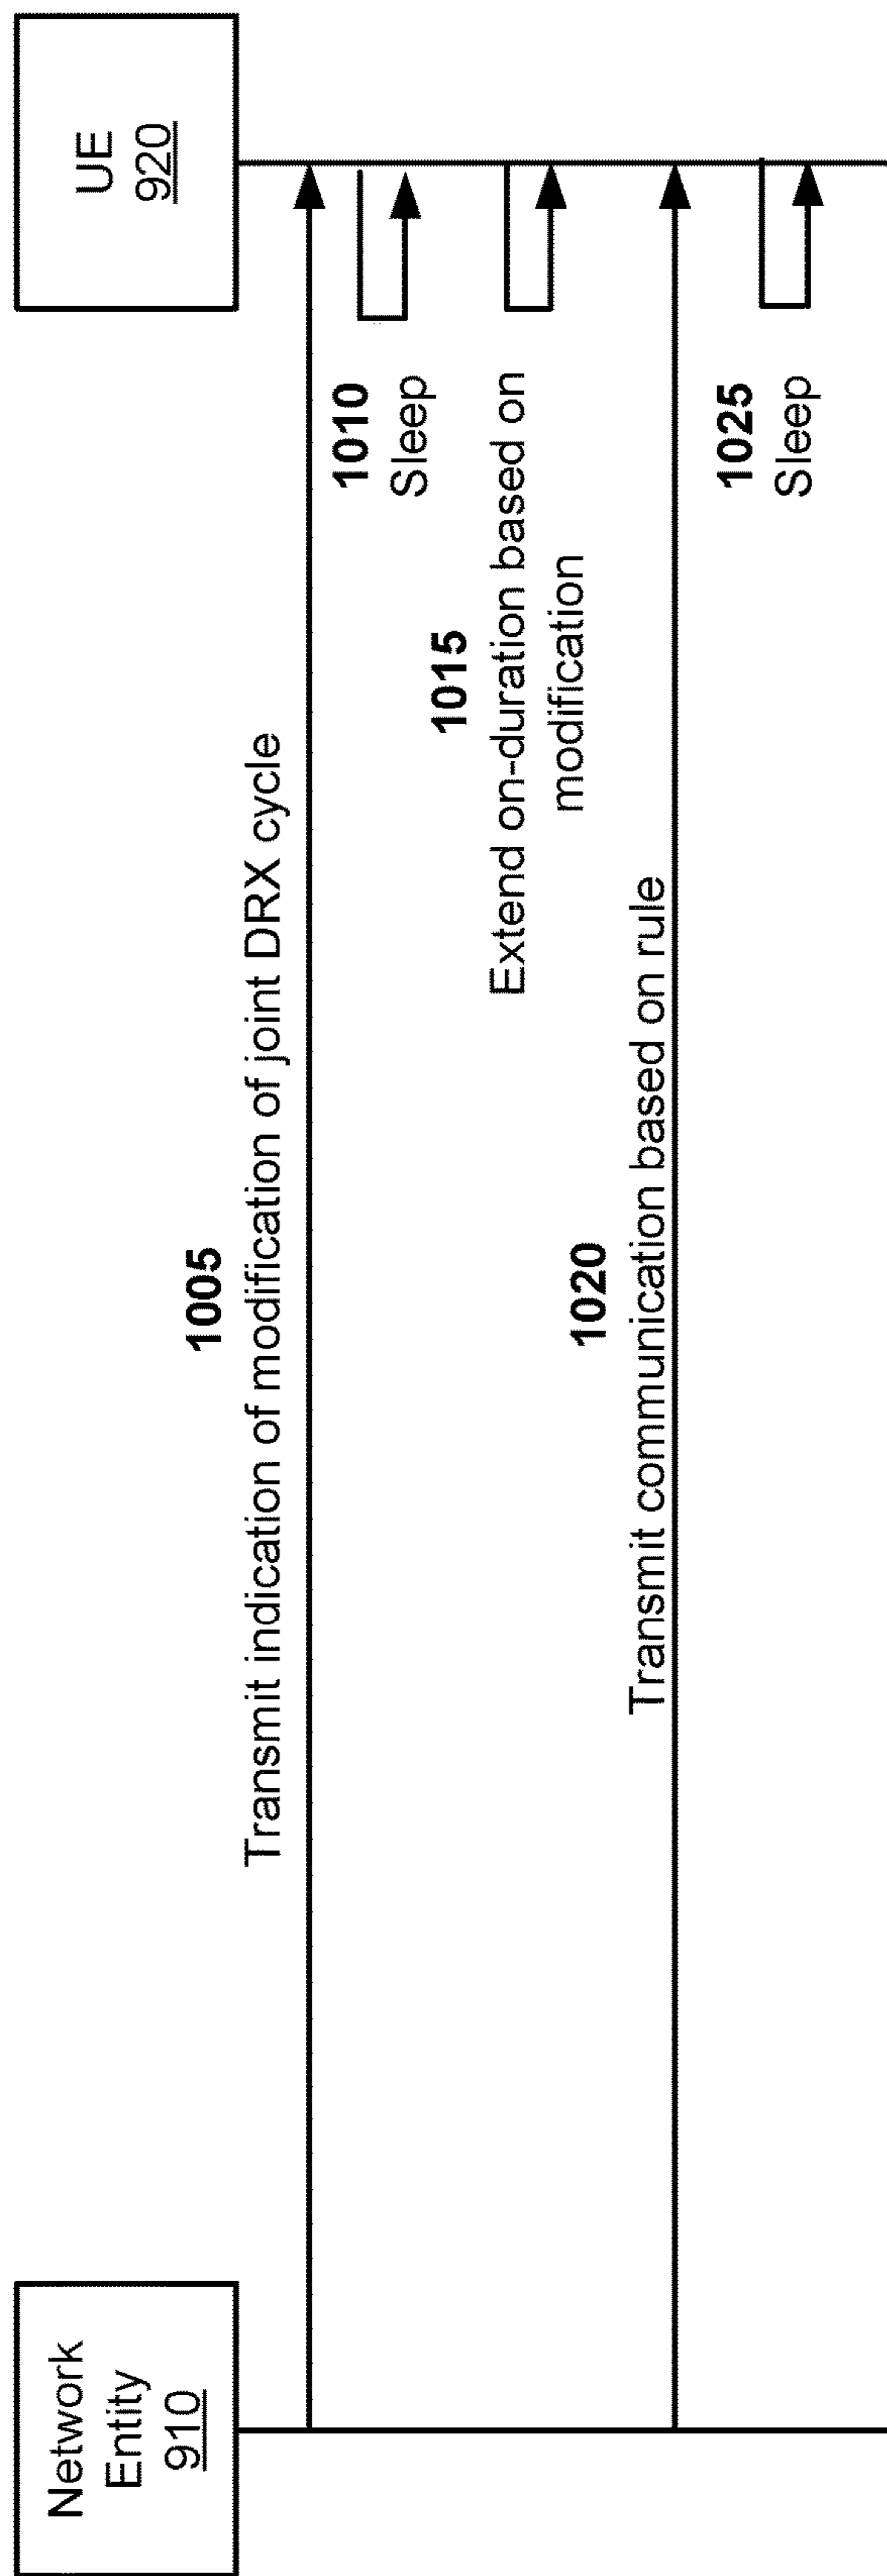 Network
Entity
910
UE
920
1005
Transmit indication of modification of joint DRX cycle
1010
Sleep
1015
Extend on-duration based on
modification
1020
Transmit communication based on rule
1025
Sleep